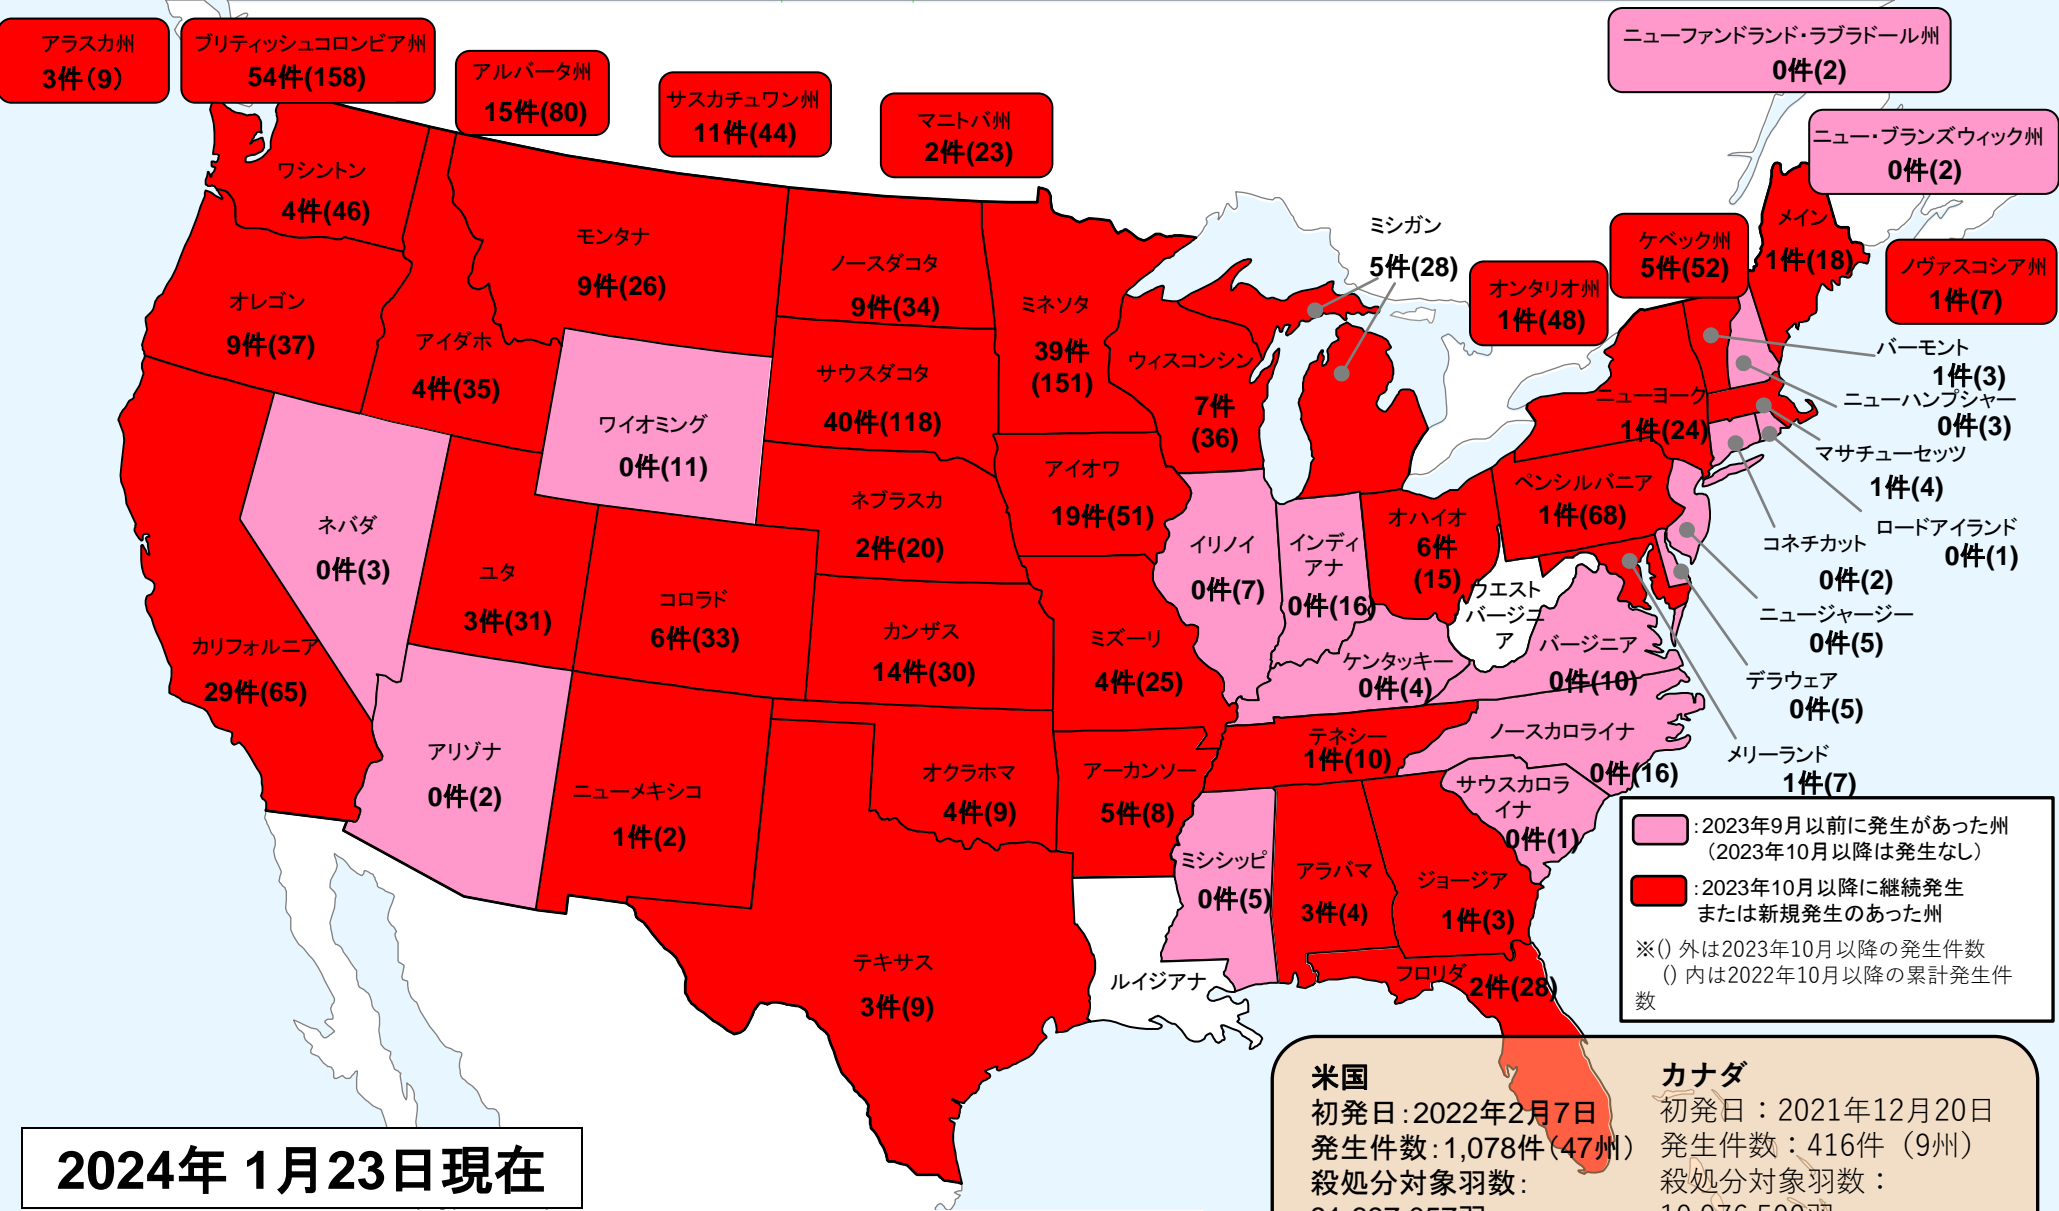 アラスカ州
3件(9)
ブリティッシュコロンビア州
54件(158)
アルバータ州
15件(80)
サスカチュワン州
11件(44)
マニトバ州
2件(23)
ニューファンドランド・ラブラドール州
0件(2)
ニュー・ブランズウィック州
0件(2)
ケベック州
5件(52)
オンタリオ州
1件(48)
ノヴァスコシア州
1件(7)
ワシントン
4件(46)
オレゴン
9件(37)
アイダホ
4件(35)
モンタナ
9件(26)
ノースダコタ
9件(34)
ミネソタ
39件
(151)
ミシガン
5件(28)
メイン
1件(18)
ワイオミング
0件(11)
サウスダコタ
40件(118)
ウィスコンシン
7件
(36)
ニューヨーク
1件(24)
バーモント
1件(3)
ニューハンプシャー
0件(3)
マサチューセッツ
1件(4)
ロードアイランド
0件(1)
コネチカット
0件(2)
ニュージャージー
0件(5)
デラウェア
0件(5)
メリーランド
1件(7)
ネバダ
0件(3)
ユタ
3件(31)
コロラド
6件(33)
ネブラスカ
2件(20)
アイオワ
19件(51)
イリノイ
0件(7)
インディ
アナ
0件(16)
オハイオ
6件
(15)
ペンシルバニア
1件(68)
ウエスト
バージニ
ア
バージニア
0件(10)
カリフォルニア
29件(65)
カンザス
14件(30)
ミズーリ
4件(25)
ケンタッキー
0件(4)
アリゾナ
0件(2)
ニューメキシコ
1件(2)
オクラホマ
4件(9)
アーカンソー
5件(8)
テネシー
1件(10)
ノースカロライナ
0件(16)
サウスカロラ
イナ
0件(1)
ミシシッピ
0件(5)
アラバマ
3件(4)
ジョージア
1件(3)
テキサス
3件(9)
ルイジアナ
フロリダ
2件(28)
:2023年9月以前に発生があった州
(2023年10月以降は発生なし)
:2023年10月以降に継続発生
または新規発生のあった州
※() 外は2023年10月以降の発生件数
() 内は2022年10月以降の累計発生件
数
米国
初発日:2022年2月7日
発生件数:1,078件(47州)
殺処分対象羽数:
カナダ
初発日：2021年12月20日
発生件数：416件（9州）
殺処分対象羽数：
2024年 1月23日現在